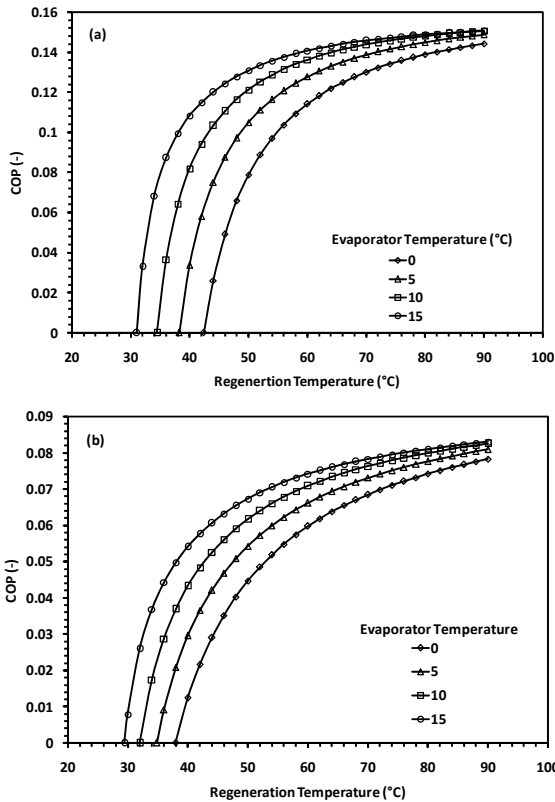 0.16
(a)
0.14
0.12
0.1
COP (-)
0.08
0.06
Evaporator Temperature (°C)
0
0.04
5
10
0.02
15
0
20 30 40 50 60 70 80 90 100
Regenertion Temperature (°C)
0.09
(b)
0.08
0.07
0.06
0.05
COP (-)
0.04
0.03
Evaporator Temperature
0
0.02
5
10
0.01
15
0
20 30 40 50 60 70 80 90 100
Regeneration Temperature (°C)